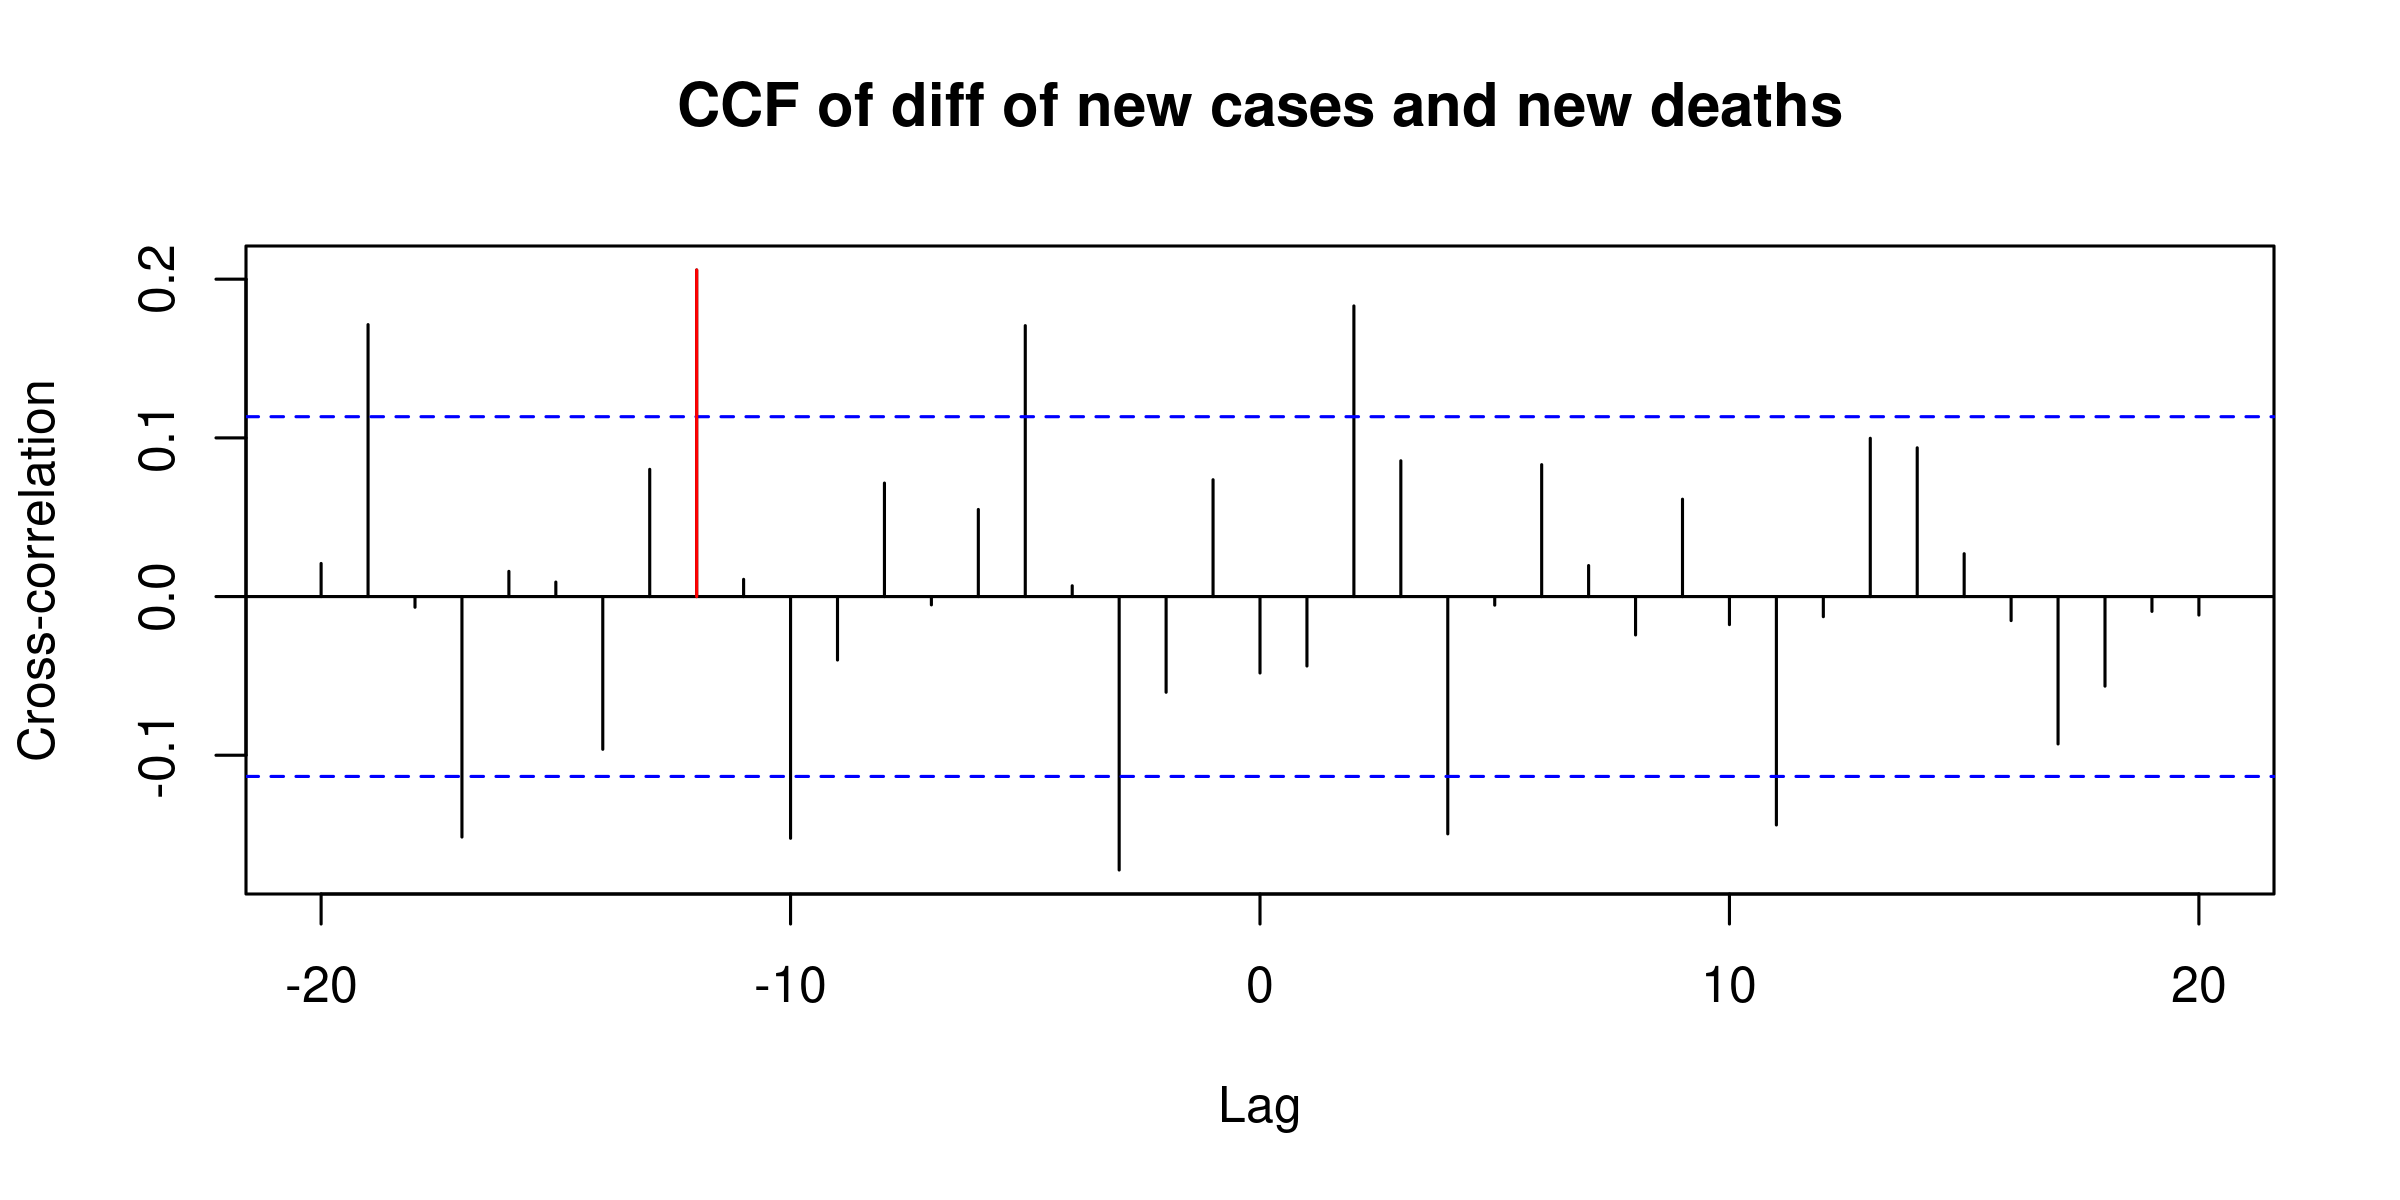 CCF of diff of new cases and new deaths
Cross-correlation
0.2
0.1
0.0
-0.1
-20 -10 0 10 20
Lag